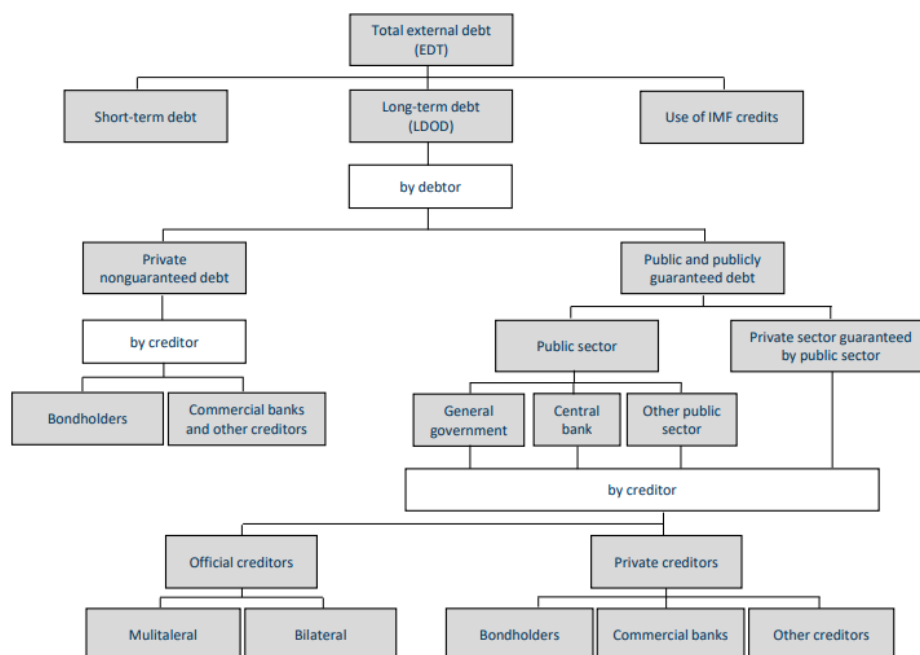 Total external debt
(EDT)
Short-term debt
Long-term debt
(LDOD)
Use of IMF credits
by debtor
Private
nonguaranteed debt
Public and publicly
guaranteed debt
by creditor
Public sector
Private sector guaranteed
by public sector
Bondholders
Commercial banks
and other creditors
General
government
Central
bank
Other public
sector
by creditor
Official creditors
Private creditors
Mulitaleral
Bilateral
Bondholders
Commercial banks
Other creditors